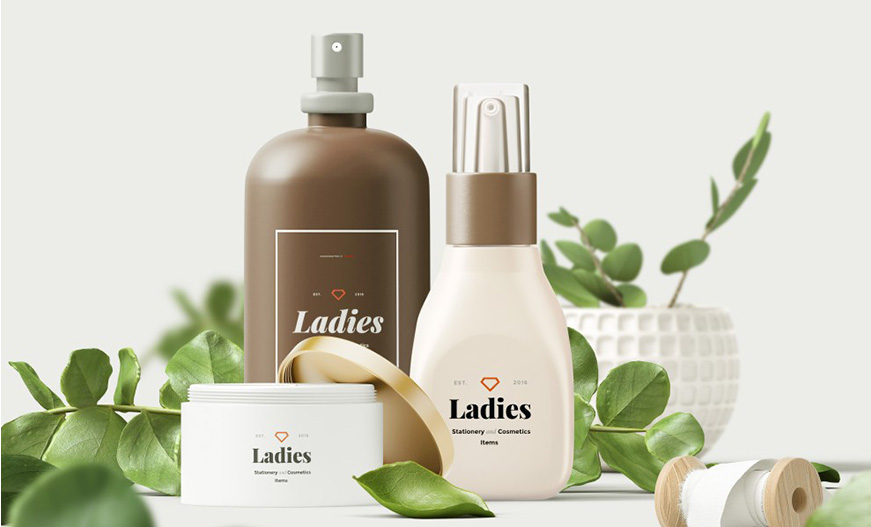 EST. 2016
Ladies
EST. 2016
Ladies
Stationery and Cosmetics
Items
EST. 2016
Ladies
Stationery and Cosmetics
Items